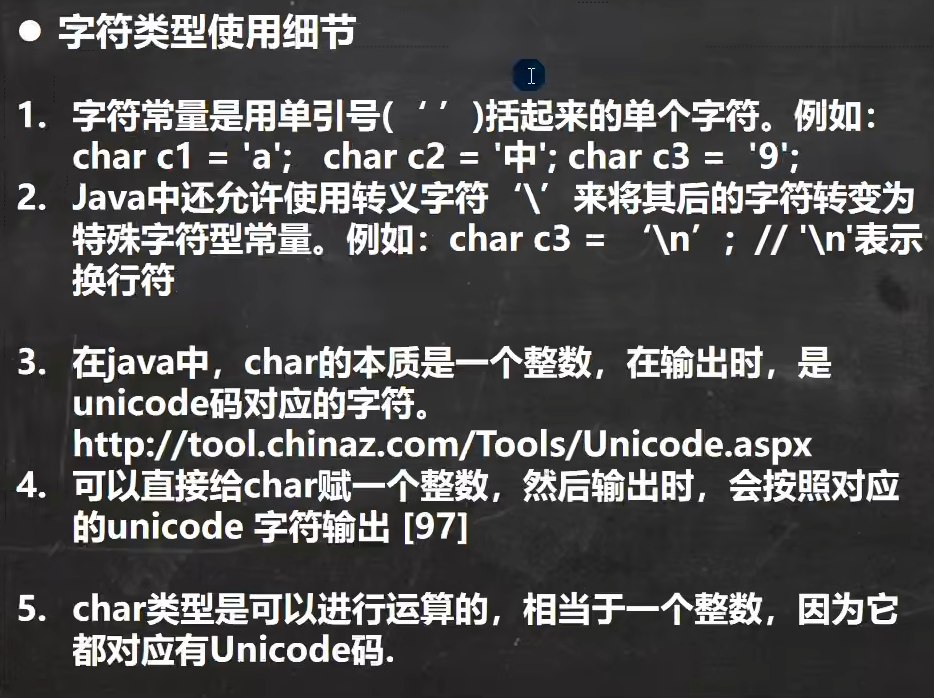 ● 字符类型使用细节
1. 字符常量是用单引号( ‘ ’ )括起来的单个字符。例如：
char c1 = 'a'; char c2 = '中'; char c3 = '9';
2. Java中还允许使用转义字符‘\’来将其后的字符转变为
特殊字符型常量。例如：char c3 = ‘\n’; // '\n'表示
换行符
3. 在java中，char的本质是一个整数，在输出时，是
unicode码对应的字符。
http://tool.chinaz.com/Tools/Unicode.aspx
4. 可以直接给char赋一个整数，然后输出时，会按照对应
的unicode 字符输出 [97]
5. char类型是可以进行运算的，相当于一个整数，因为它
都对应有Unicode码.